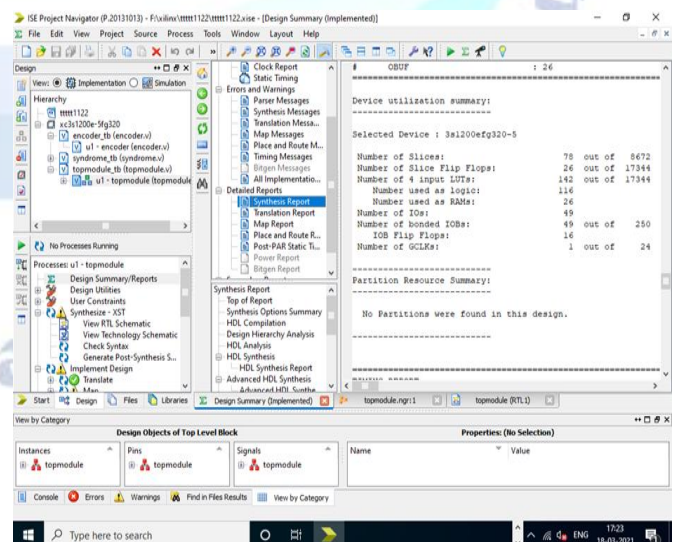 ISE Project Navigator (P.20131013) - F:\xilinx\ttttt1122\ttttt1122.xise - [Design Summary (Implemented)]
File Edit View Project Source Process Tools Window Layout Help
Design
View: Implementation Simulation
Hierarchy
ttttt1122
xc3s1200e-5fg320
encoder_tb (encoder.v)
u1 - encoder (encoder.v)
syndrome_tb (syndrome.v)
topmodule_tb (topmodule.v)
u1 - topmodule (topmodule
No Processes Running
Processes: u1 - topmodule
Design Summary/Reports
Design Utilities
User Constraints
Synthesize - XST
View RTL Schematic
View Technology Schematic
Check Syntax
Generate Post-Synthesis S...
Implement Design
Translate
Map
Clock Report
Static Timing
Errors and Warnings
Parser Messages
Synthesis Messages
Translation Messa...
Map Messages
Place and Route M...
Timing Messages
Bitgen Messages
All Implementatio...
Detailed Reports
Synthesis Report
Translation Report
Map Report
Place and Route R...
Post-PAR Static Ti...
Power Report
Bitgen Report
Synthesis Report
Top of Report
Synthesis Options Summary
HDL Compilation
Design Hierarchy Analysis
HDL Analysis
HDL Synthesis
HDL Synthesis Report
Advanced HDL Synthesis
Advanced HDL Synthe
# OBUF : 26
=========================================
Device utilization summary:
---------------------------
Selected Device : 3s1200efg320-5
Number of Slices: 78 out of 8672
Number of Slice Flip Flops: 26 out of 17344
Number of 4 input LUTs: 142 out of 17344
Number used as logic: 116
Number used as RAMs: 26
Number of IOs: 49
Number of bonded IOBs: 49 out of 250
IOB Flip Flops: 16
Number of GCLKs: 1 out of 24
---------------------------
Partition Resource Summary:
---------------------------
No Partitions were found in this design.
---------------------------
=========================================
Start Design Files Libraries Design Summary (Implemented) topmodule.ngr:1 topmodule (RTL1)
View by Category
Design Objects of Top Level Block
Properties: (No Selection)
Instances Pins Signals Name Value
topmodule topmodule topmodule
Console Errors Warnings Find in Files Results View by Category
Type here to search
ENG 17:23
18-03-2021